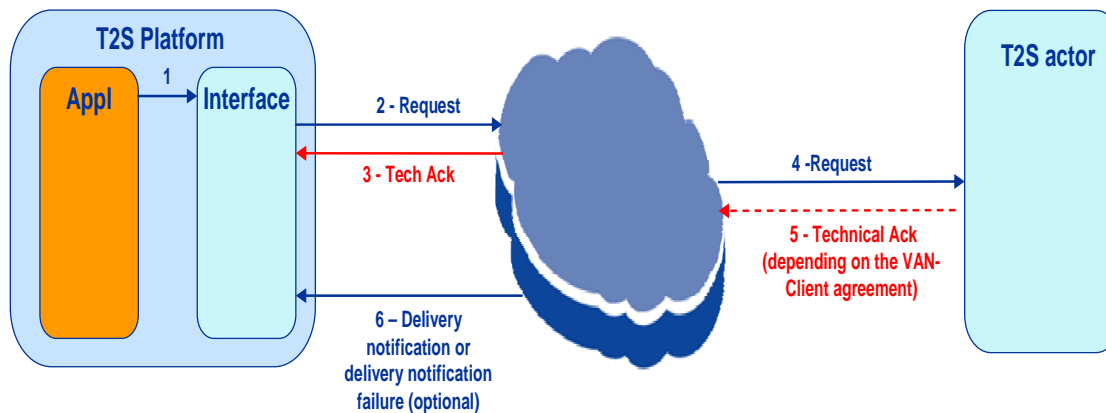 T2S Platform
Appl
1
Interface
2 - Request
3 - Tech Ack
6 – Delivery
notification or
delivery notification
failure (optional)
4 -Request
5 - Technical Ack
(depending on the VAN-
Client agreement)
T2S actor